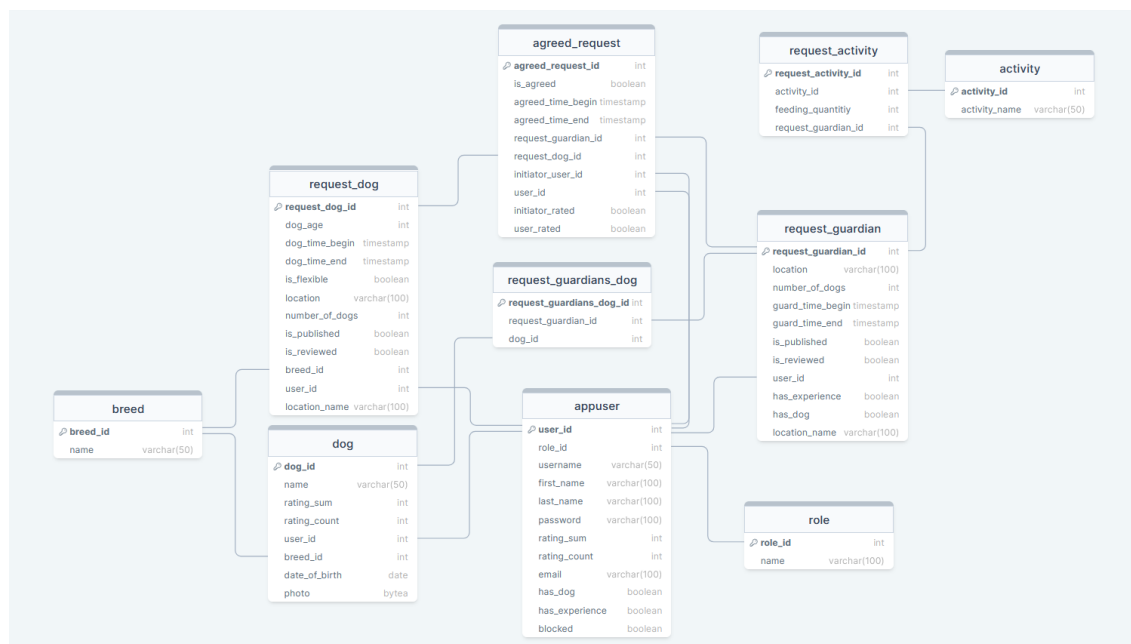 agreed_request
agreed_request_id int
is_agreed boolean
agreed_time_begin timestamp
agreed_time_end timestamp
request_guardian_id int
request_dog_id int
initiator_user_id int
user_id int
initiator_rated boolean
user_rated boolean
request_activity
request_activity_id int
activity_id int
feeding_quantitiy int
request_guardian_id int
activity
activity_id int
activity_name varchar(50)
request_dog
request_dog_id int
dog_age int
dog_time_begin timestamp
dog_time_end timestamp
is_flexible boolean
location varchar(100)
number_of_dogs int
is_published boolean
is_reviewed boolean
breed_id int
user_id int
location_name varchar(100)
request_guardian
request_guardian_id int
location varchar(100)
number_of_dogs int
guard_time_begin timestamp
guard_time_end timestamp
is_published boolean
is_reviewed boolean
user_id int
has_experience boolean
has_dog boolean
location_name varchar(100)
request_guardians_dog
request_guardians_dog_id int
request_guardian_id int
dog_id int
breed
breed_id int
name varchar(50)
appuser
user_id int
role_id int
username varchar(50)
first_name varchar(100)
last_name varchar(100)
password varchar(100)
rating_sum int
rating_count int
email varchar(100)
has_dog boolean
has_experience boolean
blocked boolean
dog
dog_id int
name varchar(50)
rating_sum int
rating_count int
user_id int
breed_id int
date_of_birth date
photo bytea
role
role_id int
name varchar(100)